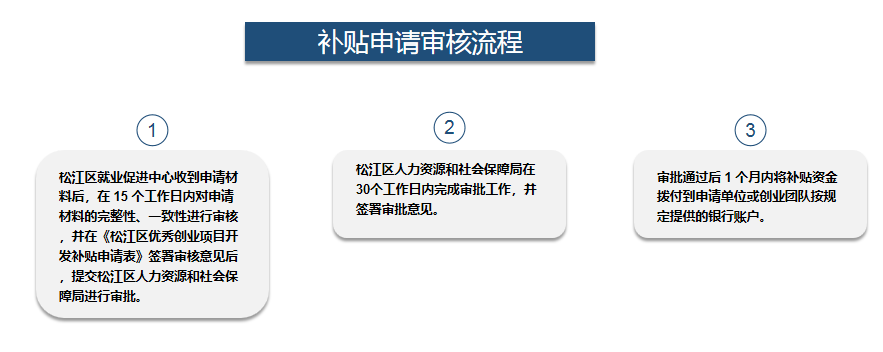 补贴申请审核流程
1
松江区就业促进中心收到申请材
料后，在 15 个工作日内对申请
材料的完整性、一致性进行审核
，并在《松江区优秀创业项目开
发补贴申请表》签署审核意见后
，提交松江区人力资源和社会保
障局进行审批。
2
松江区人力资源和社会保障局在
30个工作日内完成审批工作，并
签署审批意见。
3
审批通过后 1 个月内将补贴资金
拨付到申请单位或创业团队按规
定提供的银行账户。